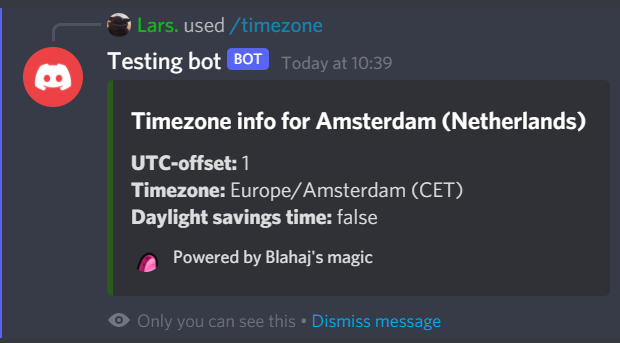 Lars. used /timezone
Testing bot BOT Today at 10:39
Timezone info for Amsterdam (Netherlands)
UTC-offset: 1
Timezone: Europe/Amsterdam (CET)
Daylight savings time: false
Powered by Blahaj's magic
Only you can see this • Dismiss message